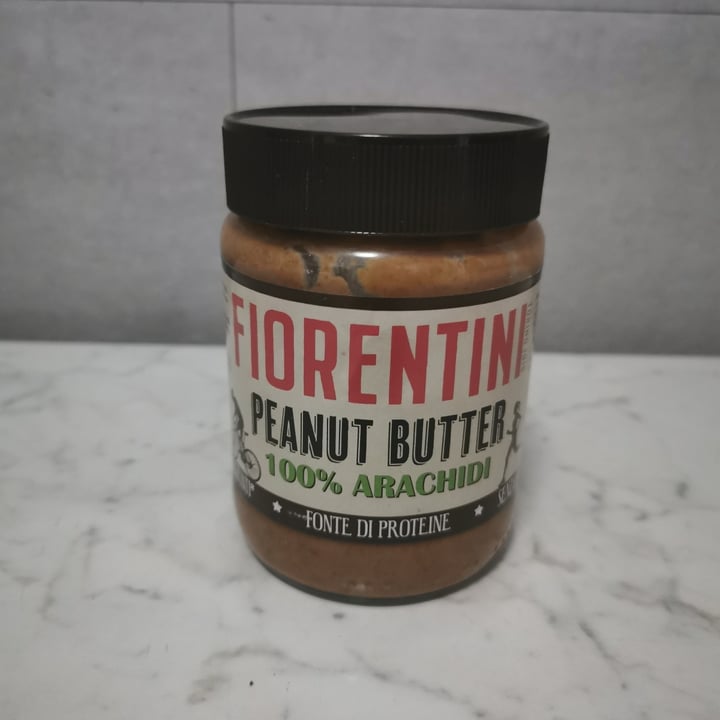 FIORENTINI
PEANUT BUTTER
100% ARACHIDI
FONTE DI PROTEINE